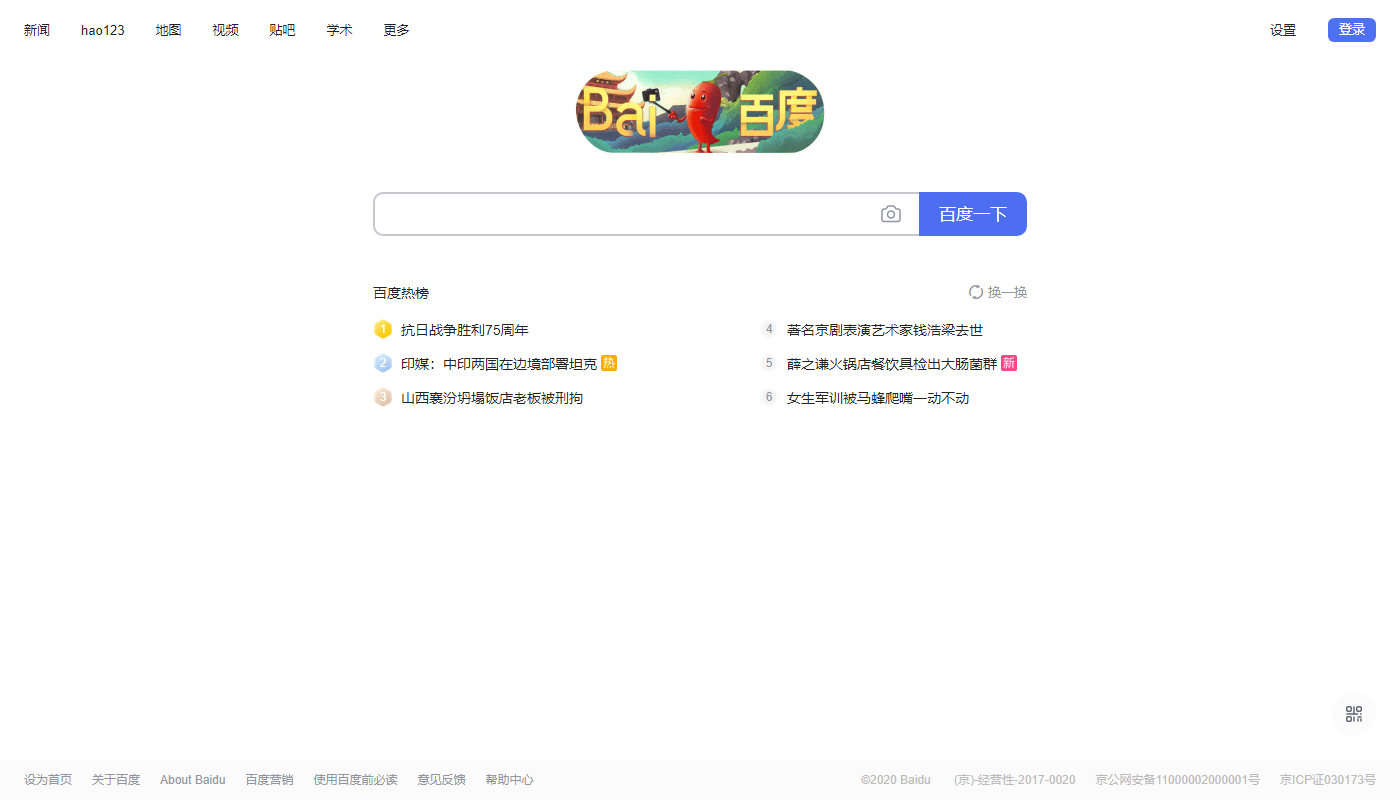 新闻 hao123 地图 视频 贴吧 学术 更多 设置 登录
Bai 百度
百度一下
百度热榜 换一换
1 抗日战争胜利75周年
2 印媒：中印两国在边境部署坦克 热
3 山西襄汾坍塌饭店老板被刑拘
4 著名京剧表演艺术家钱浩梁去世
5 薛之谦火锅店餐饮具检出大肠菌群 新
6 女生军训被马蜂爬嘴一动不动
设为首页 关于百度 About Baidu 百度营销 使用百度前必读 意见反馈 帮助中心 ©2020 Baidu (京)-经营性-2017-0020 京公网安备11000002000001号 京ICP证030173号